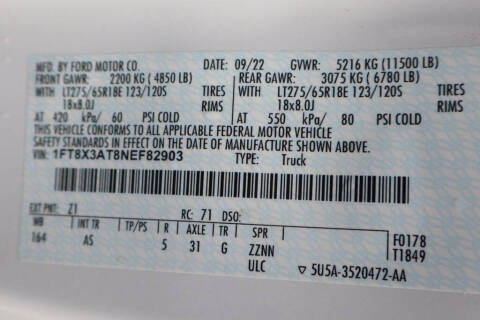 MFD. BY FORD MOTOR CO. 09/22 GVWR: 5216 KG (11500 LB)
FRONT GAWR: 2200 KG (4850 LB) REAR GAWR: 3075 KG (6780 LB)
WITH LT275/65R18E 123/120S TIRES WITH LT275/65R18E 123/120S TIRES
18x8.0J RIMS 18x8.0J RIMS
AT 420 kPa/ 60 PSI COLD AT 550 kPa/ 80 PSI COLD
THIS VEHICLE CONFORMS TO ALL APPLICABLE FEDERAL MOTOR VEHICLE
SAFETY STANDARDS IN EFFECT ON THE DATE OF MANUFACTURE SHOWN ABOVE.
VIN: 1FT8X3AT8NEF82903 TYPE: Truck
EXT PNT: Z1 RC: 71 DSO:
WB INT TR TP/PS R AXLE TR SPR F0178
164 AS 5 31 G ZZNN T1849
ULC 5U5A-3520472-AA